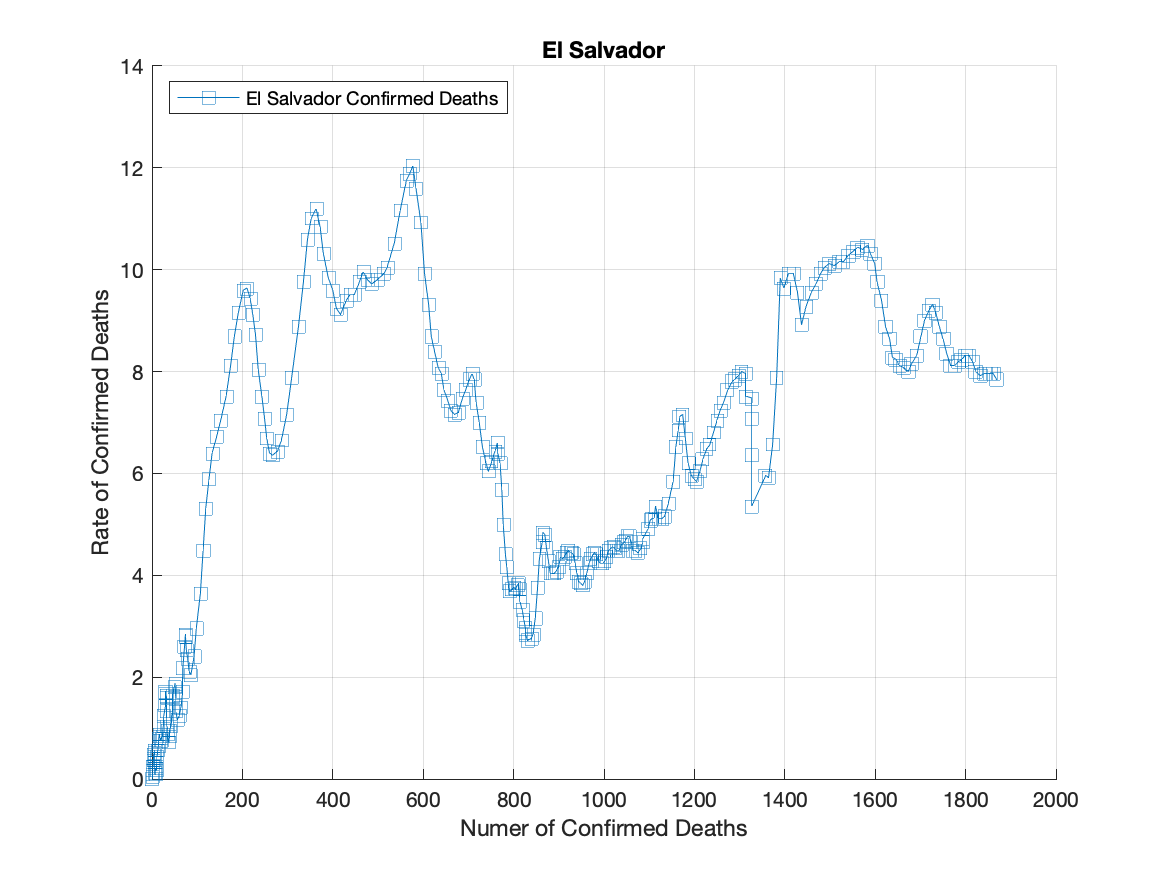 El Salvador
14
El Salvador Confirmed Deaths
12
10
8
6
4
2
0
Rate of Confirmed Deaths
0 200 400 600 800 1000 1200 1400 1600 1800 2000
Numer of Confirmed Deaths